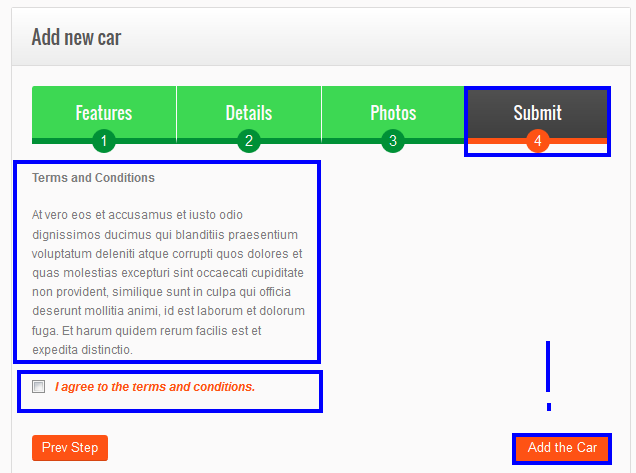 Add new car
Features
Details
Photos
Submit
1
2
3
4
Terms and Conditions
At vero eos et accusamus et iusto odio
dignissimos ducimus qui blanditiis praesentium
voluptatum deleniti atque corrupti quos dolores et
quas molestias excepturi sint occaecati cupiditate
non provident, similique sunt in culpa qui officia
deserunt mollitia animi, id est laborum et dolorum
fuga. Et harum quidem rerum facilis est et
expedita distinctio.
I agree to the terms and conditions.
!
Prev Step
Add the Car